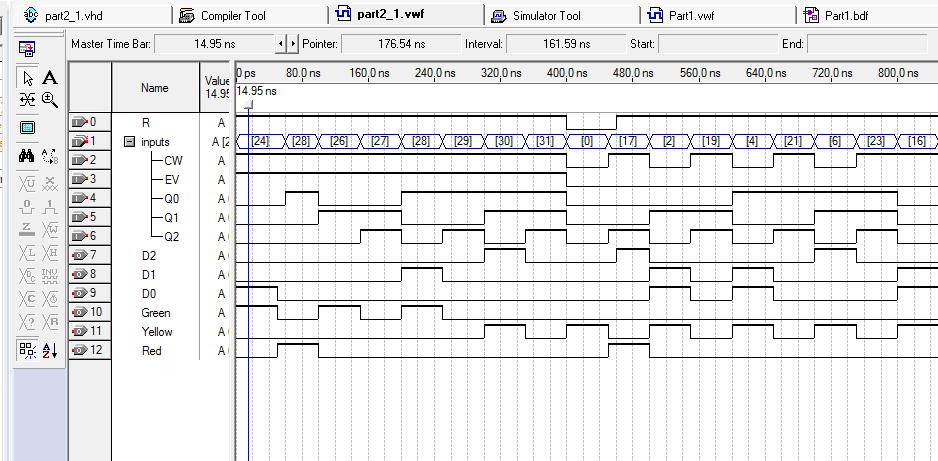 part2_1.vhd Compiler Tool part2_1.vwf Simulator Tool Part1.vwf Part1.bdf
Master Time Bar: 14.95 ns Pointer: 176.54 ns Interval: 161.59 ns Start: End:
Name Value 14.95 0 ps 80.0 ns 160.0 ns 240.0 ns 320.0 ns 400.0 ns 480.0 ns 560.0 ns 640.0 ns 720.0 ns 800.0 ns
14.95 ns
0 R A
1 inputs A [2 [24] [28] [26] [27] [28] [29] [30] [31] [0] [17] [2] [19] [4] [21] [6] [23] [16]
2 CW A
3 EV A
4 Q0 A
5 Q1 A
6 Q2 A
7 D2 A
8 D1 A
9 D0 A
10 Green A
11 Yellow A
12 Red A